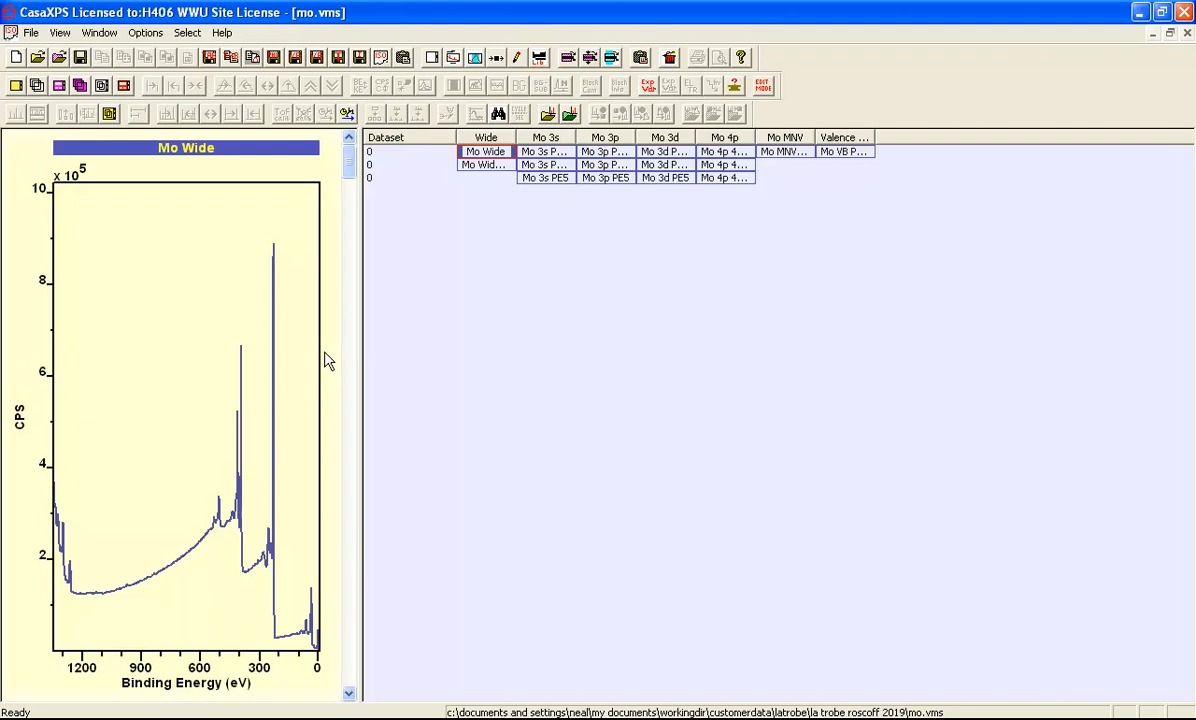 CasaXPS Licensed to:H406 WWU Site License - [mo.vms]
File View Window Options Select Help
Mo Wide
x 10^5
10
8
6
4
2
CPS
1200 900 600 300 0
Binding Energy (eV)
Dataset Wide Mo 3s Mo 3p Mo 3d Mo 4p Mo MNV Valence ...
0 Mo Wide Mo 3s P... Mo 3p P... Mo 3d P... Mo 4p 4... Mo MNV... Mo VB P...
0 Mo Wid... Mo 3s P... Mo 3p P... Mo 3d P... Mo 4p 4...
0 Mo 3s PE5 Mo 3p PE5 Mo 3d PE5 Mo 4p 4...
Ready c:\documents and settings\neal\my documents\workingdir\customerdata\latrobe\la trobe roscoff 2019\mo.vms